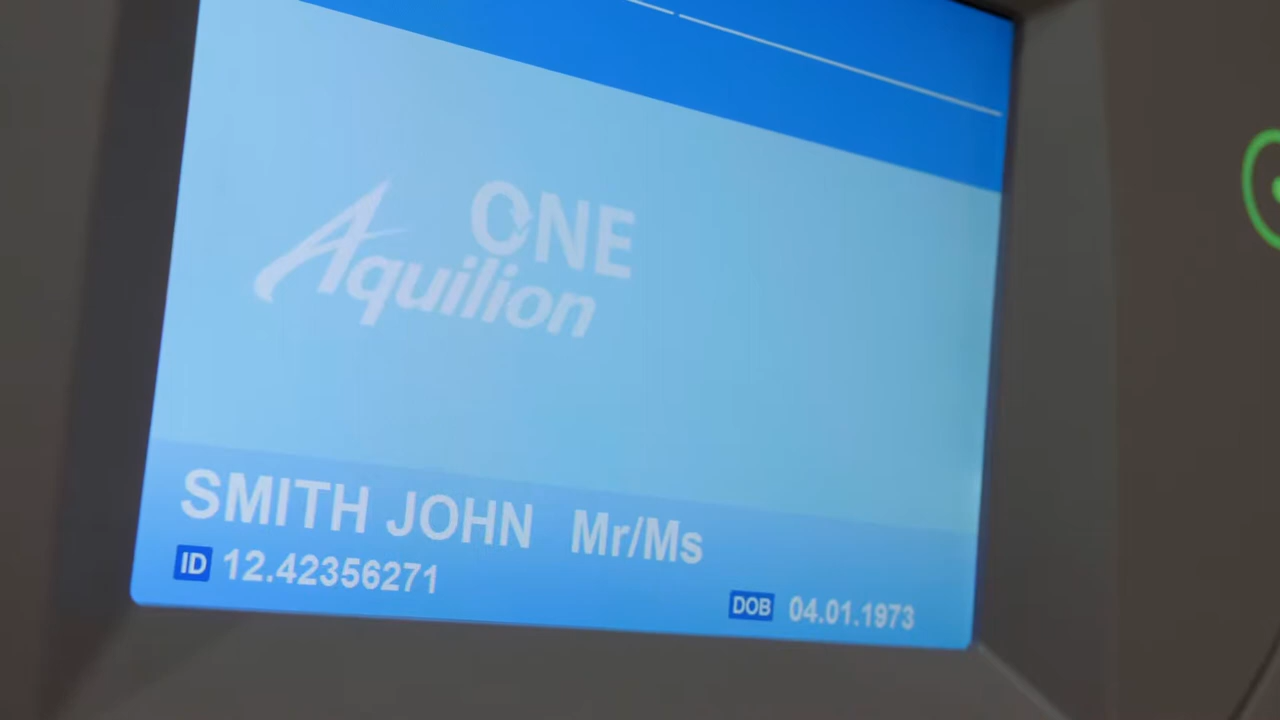 ONE
Aquilion
SMITH JOHN Mr/Ms
ID 12.42356271
DOB 04.01.1973